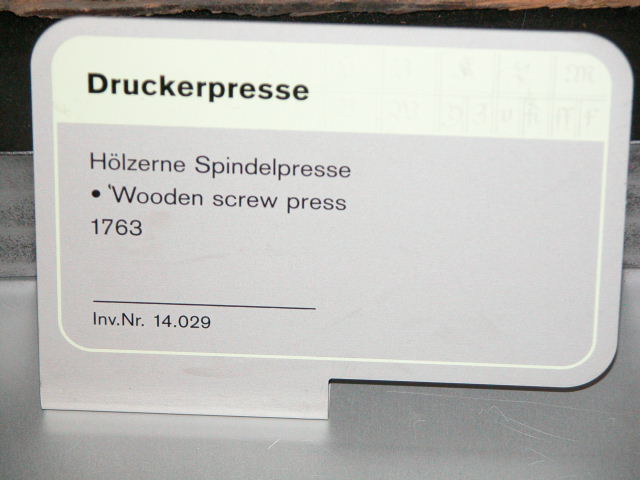 Druckerpresse
Hölzerne Spindelpresse
• 'Wooden screw press
1763
Inv.Nr. 14.029